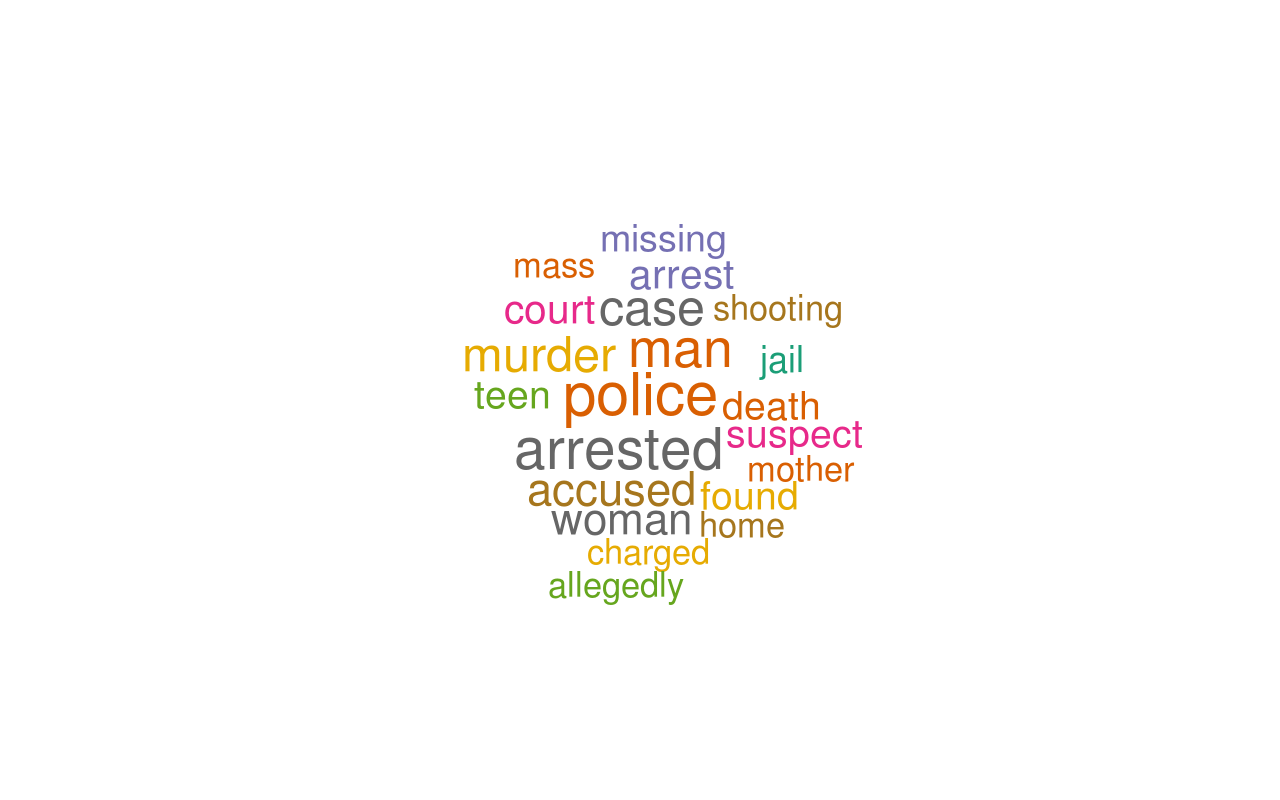 missing
mass arrest
court case shooting
murder man jail
teen police death
arrested suspect
mother
accused found
woman home
charged
allegedly